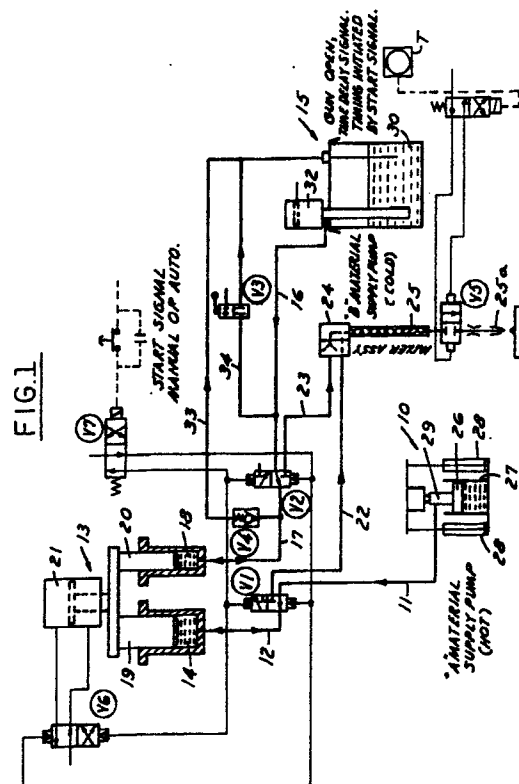 FIG.1
START SIGNAL
MANUAL OR AUTO.
V7
33
34
V3
15
GUN OPEN,
TIME DELAY SIGNAL.
TIMING INITIATED
BY START SIGNAL.
T
30
32
16
"B" MATERIAL
SUPPLY PUMP
(COLD)
21
13
20
18
19
14
V6
V4
V1
V2
17
12
23
24
25
MIXER ASSY
22
V5
25a
11
10
29
26
28
27
28
"A" MATERIAL
SUPPLY PUMP
(HOT)